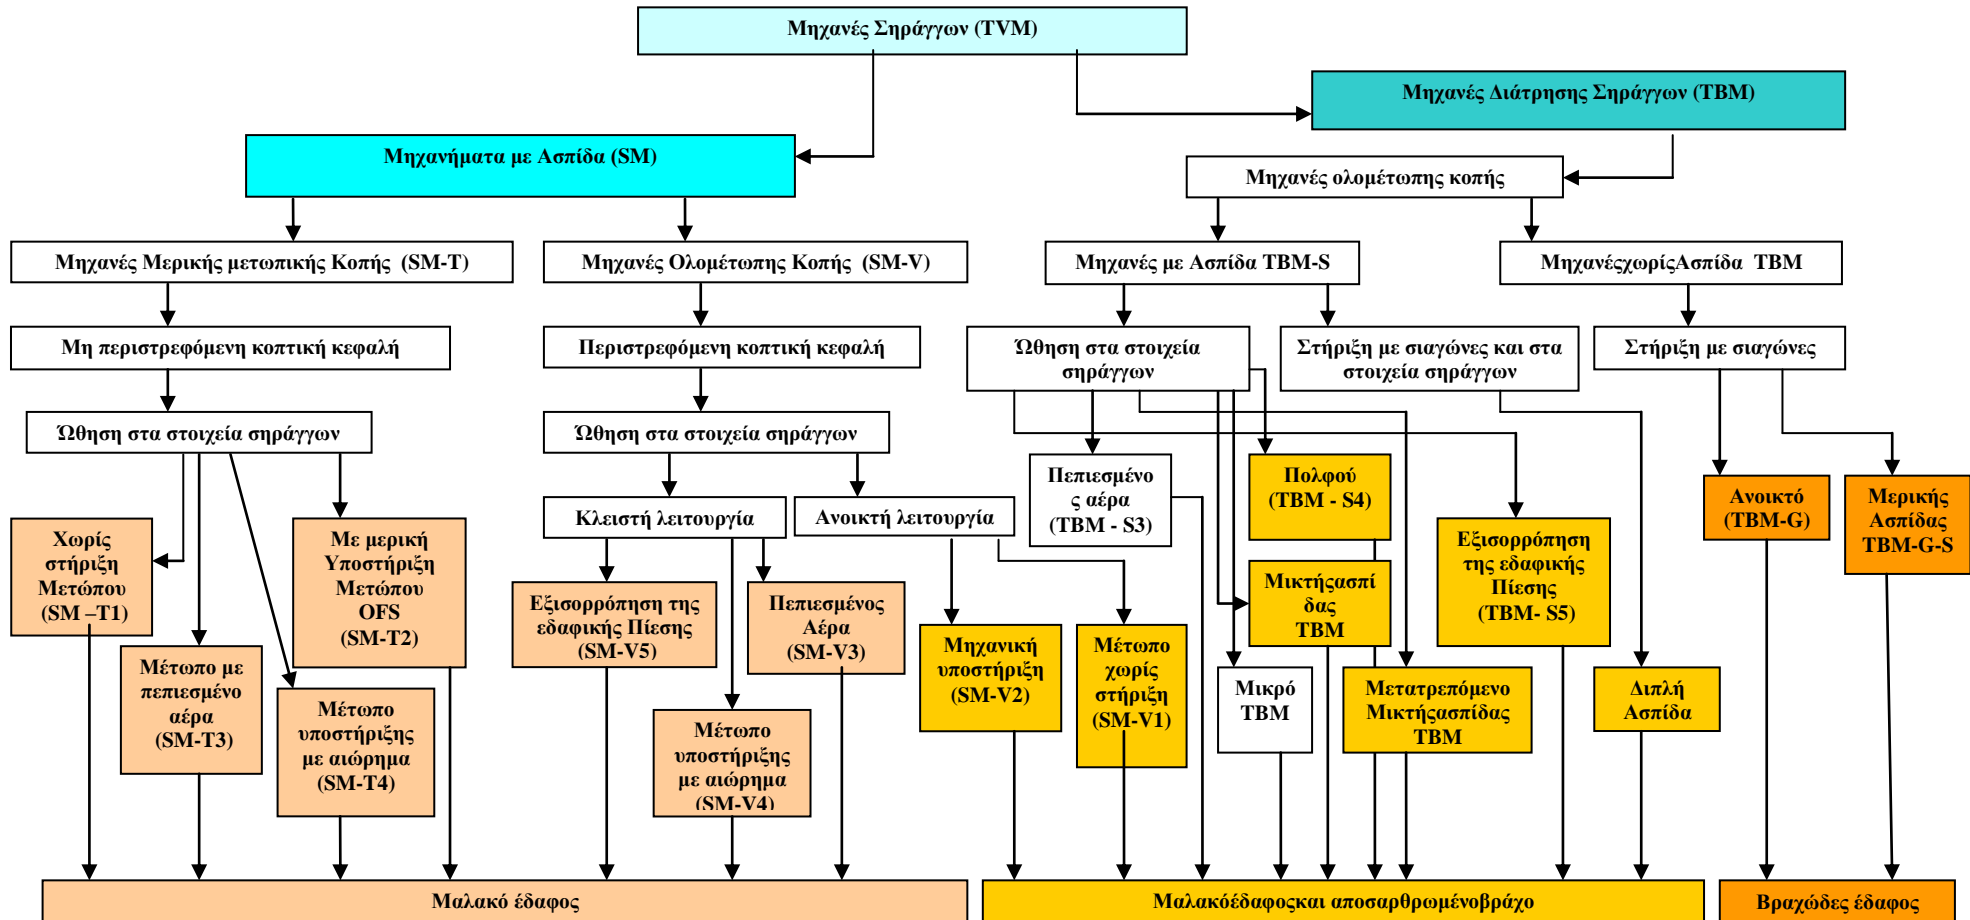 Μηχανές Σηράγγων (TVM)
Μηχανές Διάτρησης Σηράγγων (TBM)
Μηχανήματα με Ασπίδα (SM)
Μηχανές ολομέτωπης κοπής
Μηχανές Μερικής μετωπικής Κοπής (SM-T)
Μηχανές Ολομέτωπης Κοπής (SM-V)
Μηχανές με Ασπίδα TBM-S
ΜηχανέςχωρίςΑσπίδα TBM
Μη περιστρεφόμενη κοπτική κεφαλή
Περιστρεφόμενη κοπτική κεφαλή
Ώθηση στα στοιχεία
σηράγγων
Στήριξη με σιαγώνες και στα
στοιχεία σηράγγων
Στήριξη με σιαγώνες
Ώθηση στα στοιχεία σηράγγων
Ώθηση στα στοιχεία σηράγγων
Κλειστή λειτουργία
Ανοικτή λειτουργία
Πεπιεσμένο
ς αέρα
(TBM - S3)
Πολφού
(TBM - S4)
Ανοικτό
(TBM-G)
Μερικής
Ασπίδας
TBM-G-S
Χωρίς
στήριξη
Μετώπου
(SM –T1)
Με μερική
Υποστήριξη
Μετώπου
OFS
(SM-T2)
Εξισορρόπηση
της εδαφικής
Πίεσης
(TBM- S5)
Μικτήςασπί
δας
TBM
Εξισορρόπηση της
εδαφικής Πίεσης
(SM-V5)
Πεπιεσμένος
Αέρα
(SM-V3)
Μηχανική
υποστήριξη
(SM-V2)
Μέτωπο
χωρίς
στήριξη
(SM-V1)
Μέτωπο με
πεπιεσμένο
αέρα
(SM-T3)
Μέτωπο
υποστήριξης
με αιώρημα
(SM-T4)
Μέτωπο
υποστήριξης
με αιώρημα
(SM-V4)
Μικρό
TBM
Μετατρεπόμενο
Μικτήςασπίδας
TBM
Διπλή
Ασπίδα
Μαλακό έδαφος
Μαλακόέδαφοςκαι αποσαρθρωμένοβράχο
Βραχώδες έδαφος